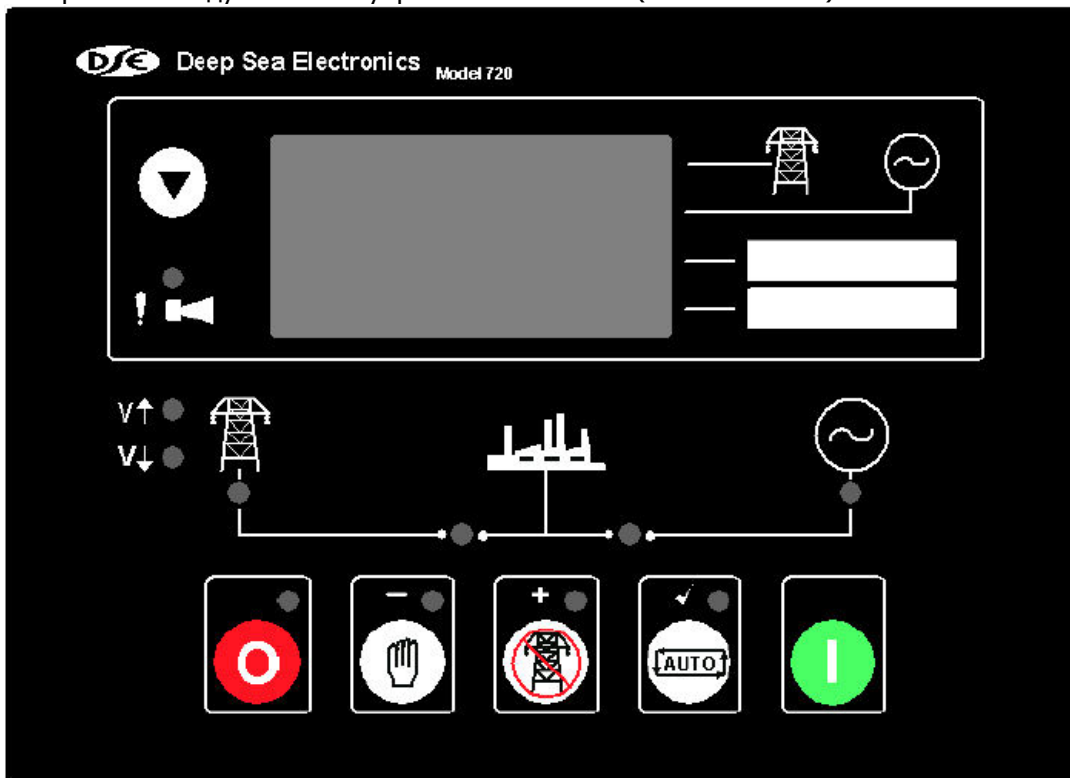 DSE Deep Sea Electronics Model 720
!
V↑
V↓
− + ✓
O AUTO I